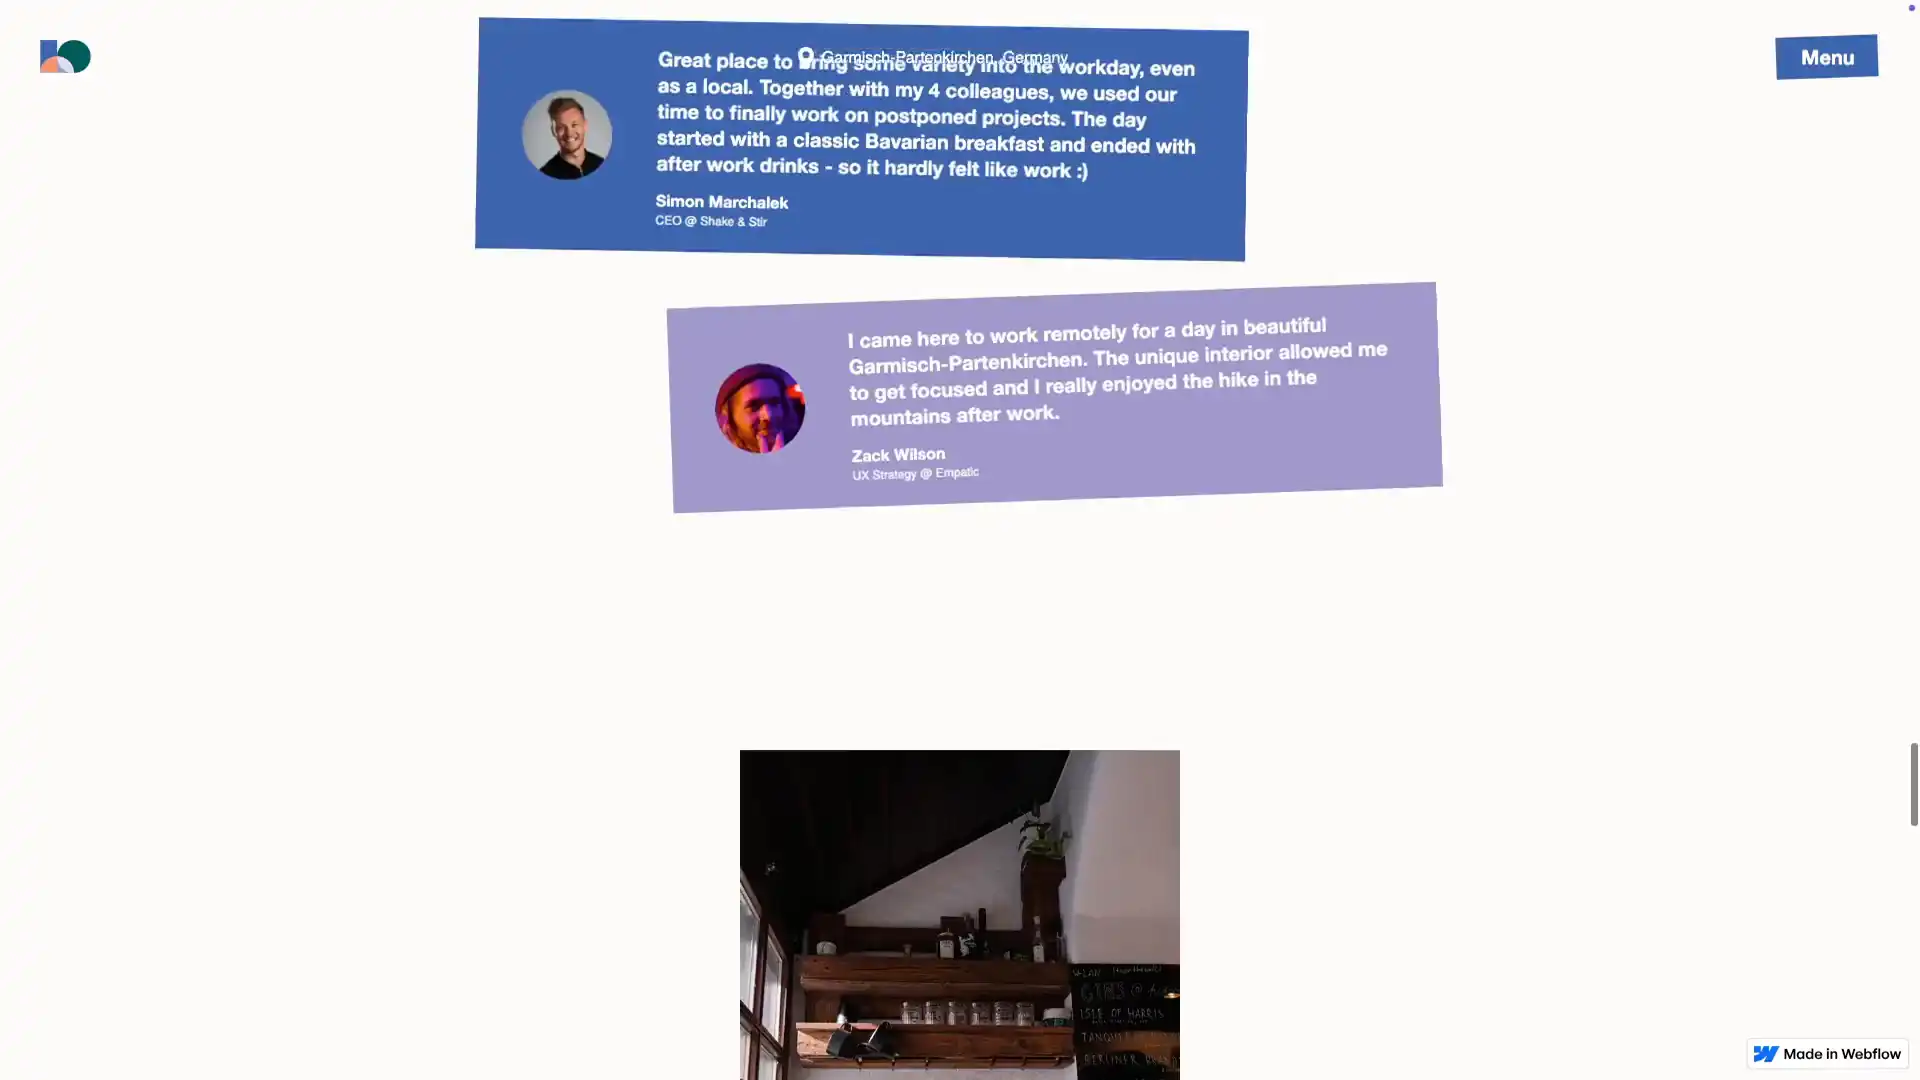 Garmisch-Partenkirchen, Germany
Menu
Great place to bring some variety into the workday, even
as a local. Together with my 4 colleagues, we used our
time to finally work on postponed projects. The day
started with a classic Bavarian breakfast and ended with
after work drinks - so it hardly felt like work :)
Simon Marchalek
CEO @ Shake & Stir
I came here to work remotely for a day in beautiful
Garmisch-Partenkirchen. The unique interior allowed me
to get focused and I really enjoyed the hike in the
mountains after work.
Zack Wilson
UX Strategy @ Empatic
WLAN
GINS @
ISLE OF HARRIS
TANQU
BERLINER
Made in Webflow